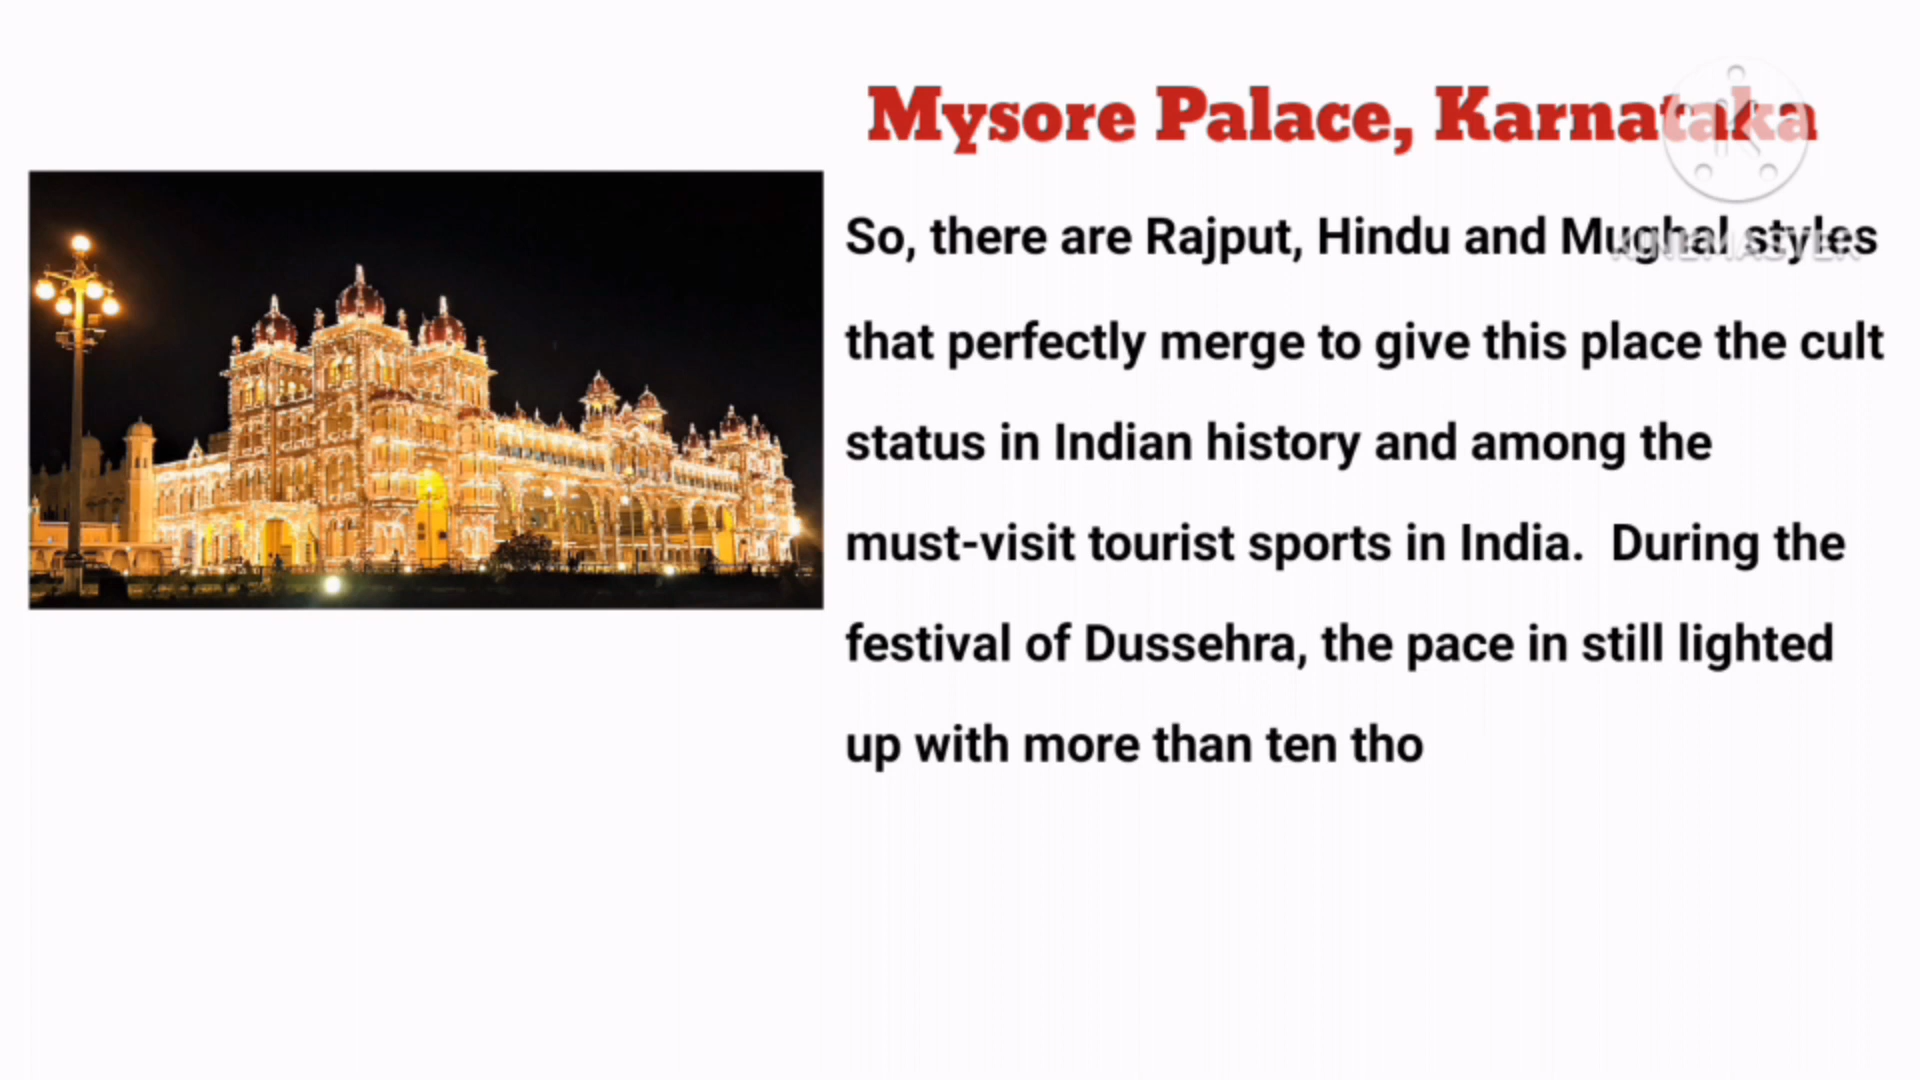 Mysore Palace, Karnataka
So, there are Rajput, Hindu and Mughal styles
that perfectly merge to give this place the cult
status in Indian history and among the
must-visit tourist sports in India. During the
festival of Dussehra, the pace in still lighted
up with more than ten tho
KINEMASTER